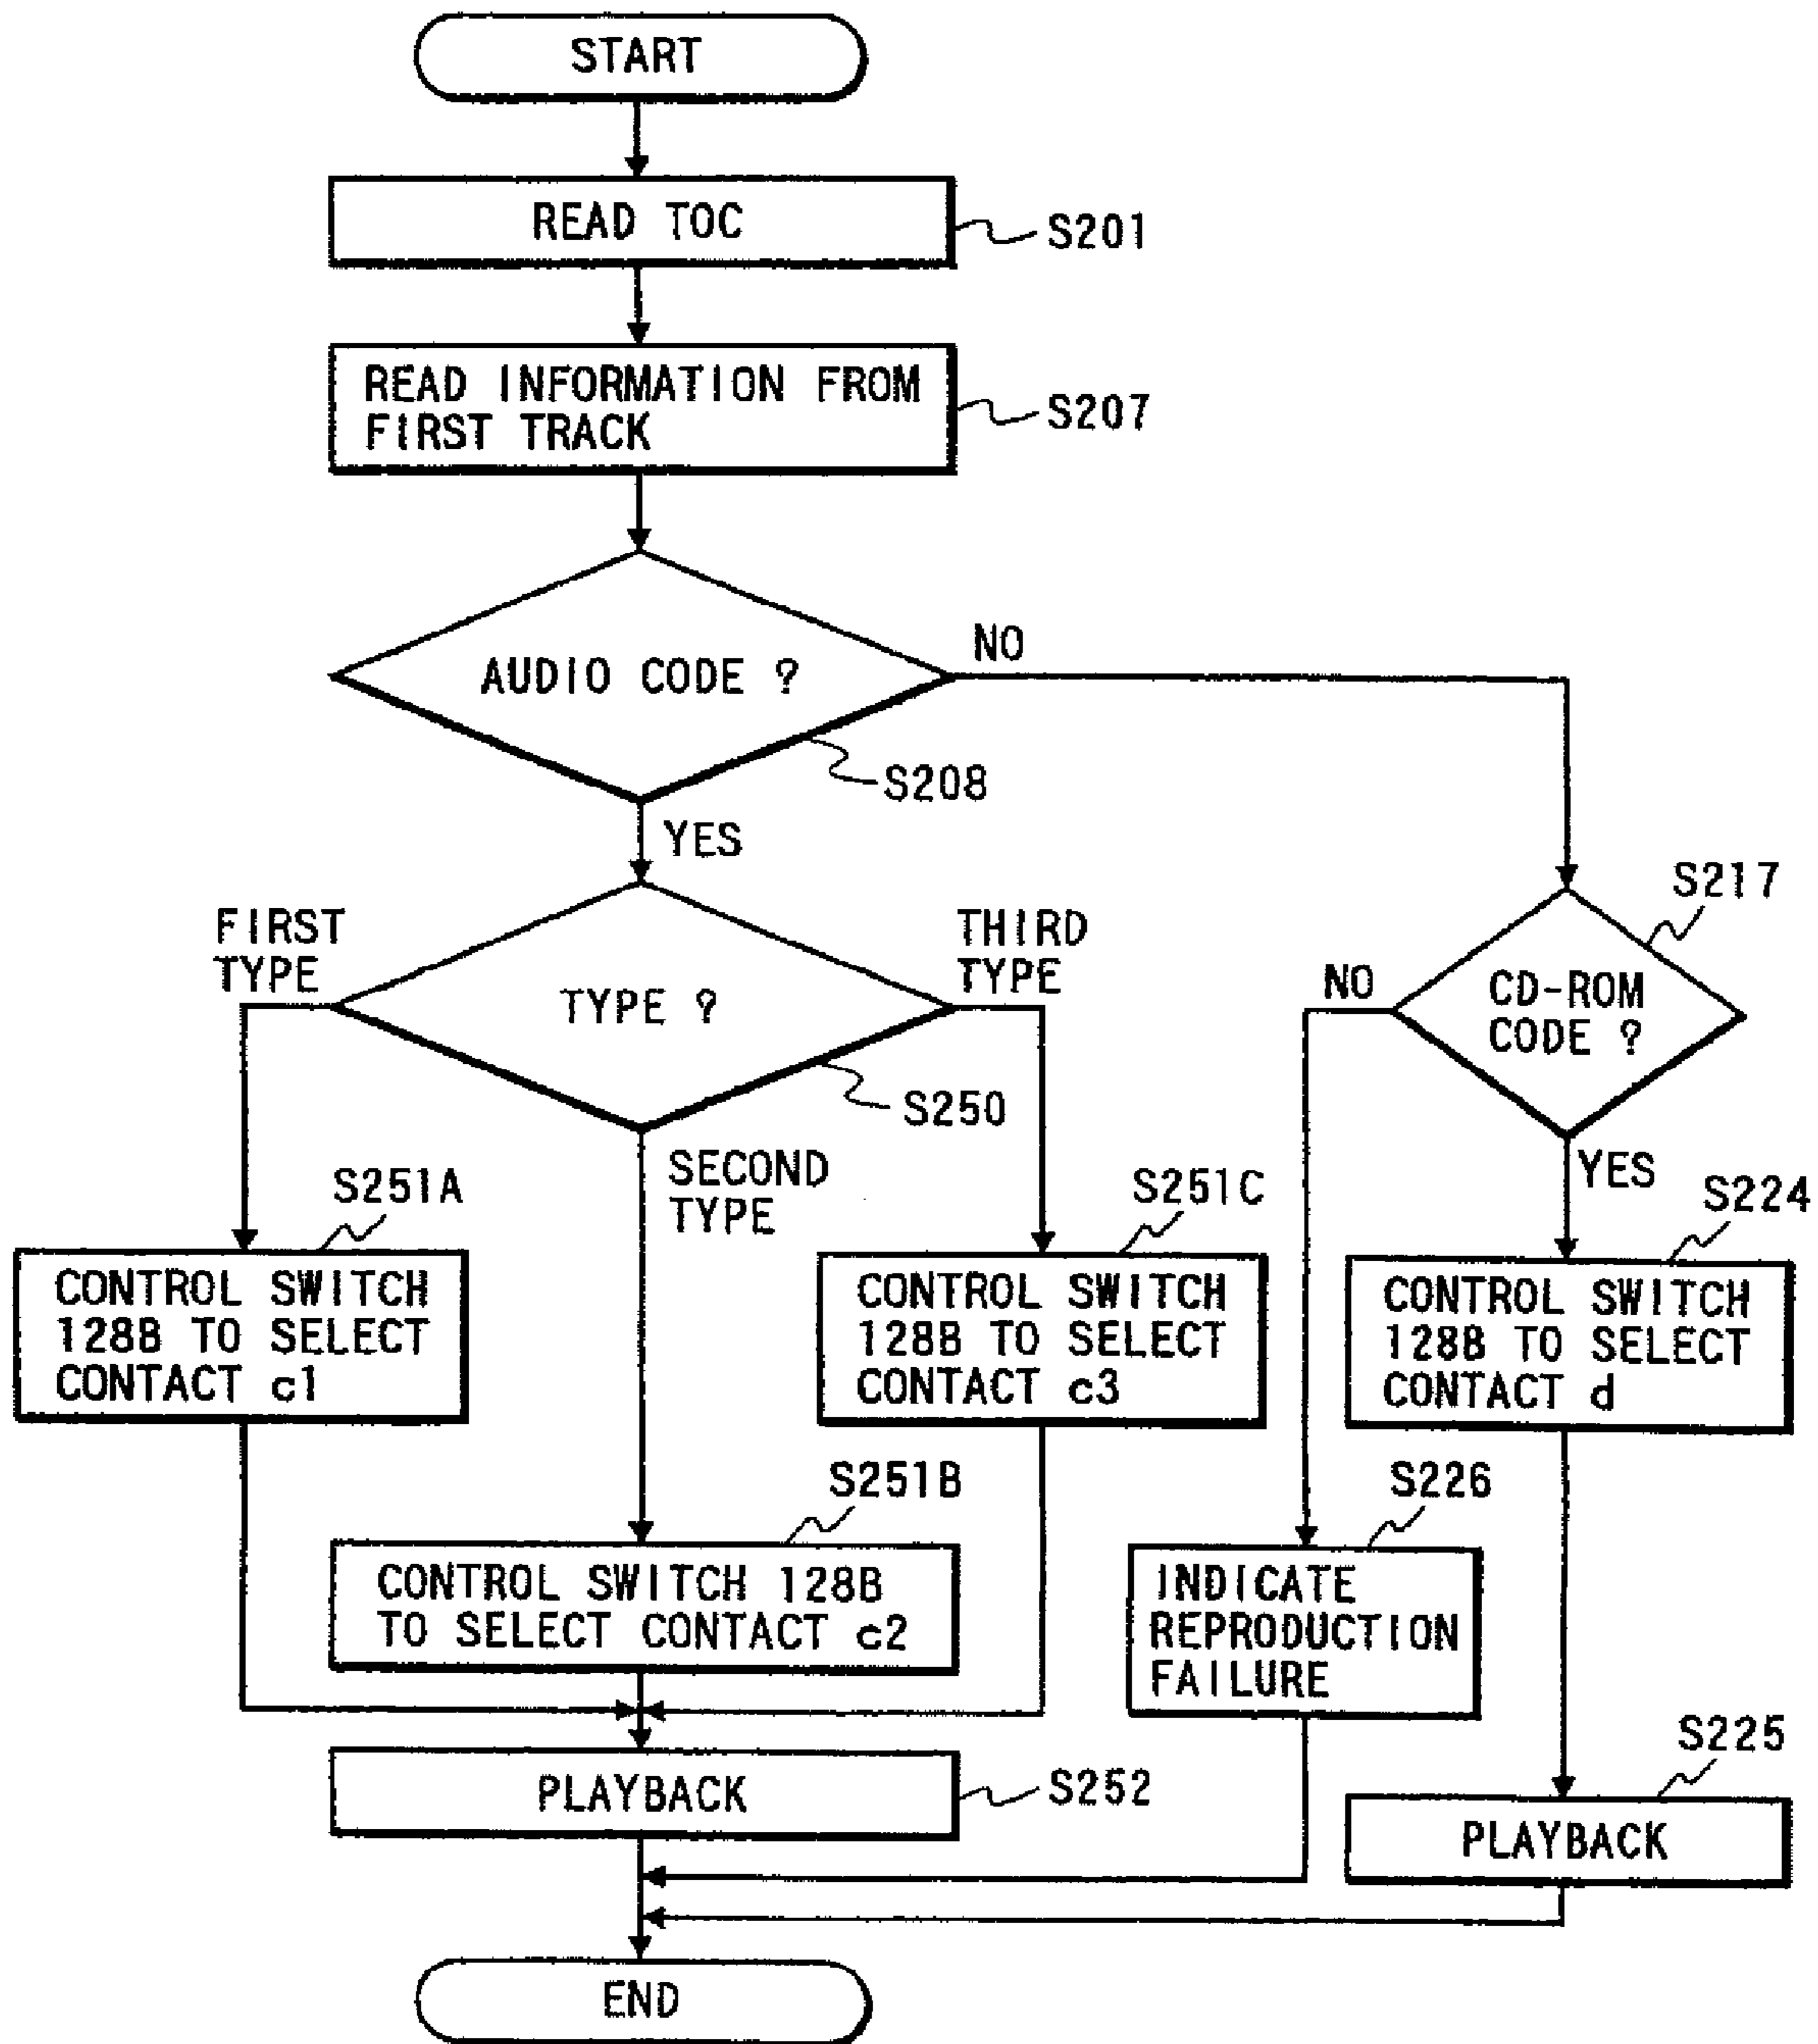 START
READ TOC
S201
READ INFORMATION FROM
FIRST TRACK
S207
AUDIO CODE ?
NO
S208
YES
S217
FIRST
TYPE
THIRD
TYPE
TYPE ?
NO
CD-ROM
CODE ?
S250
SECOND
TYPE
YES
S251A
S251C
S224
CONTROL SWITCH
128B TO SELECT
CONTACT c1
CONTROL SWITCH
128B TO SELECT
CONTACT c3
CONTROL SWITCH
128B TO SELECT
CONTACT d
S251B
S226
CONTROL SWITCH 128B
TO SELECT CONTACT c2
INDICATE
REPRODUCTION
FAILURE
S225
PLAYBACK
S252
PLAYBACK
END